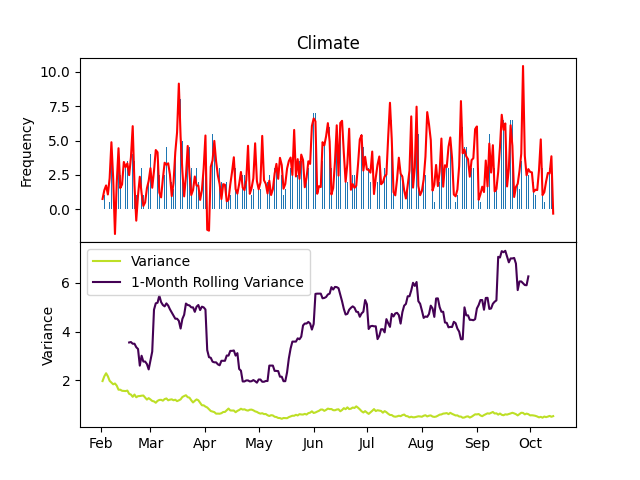 Climate
10.0
7.5
5.0
2.5
0.0
Frequency
Variance
1-Month Rolling Variance
6
4
2
Variance
Feb Mar Apr May Jun Jul Aug Sep Oct